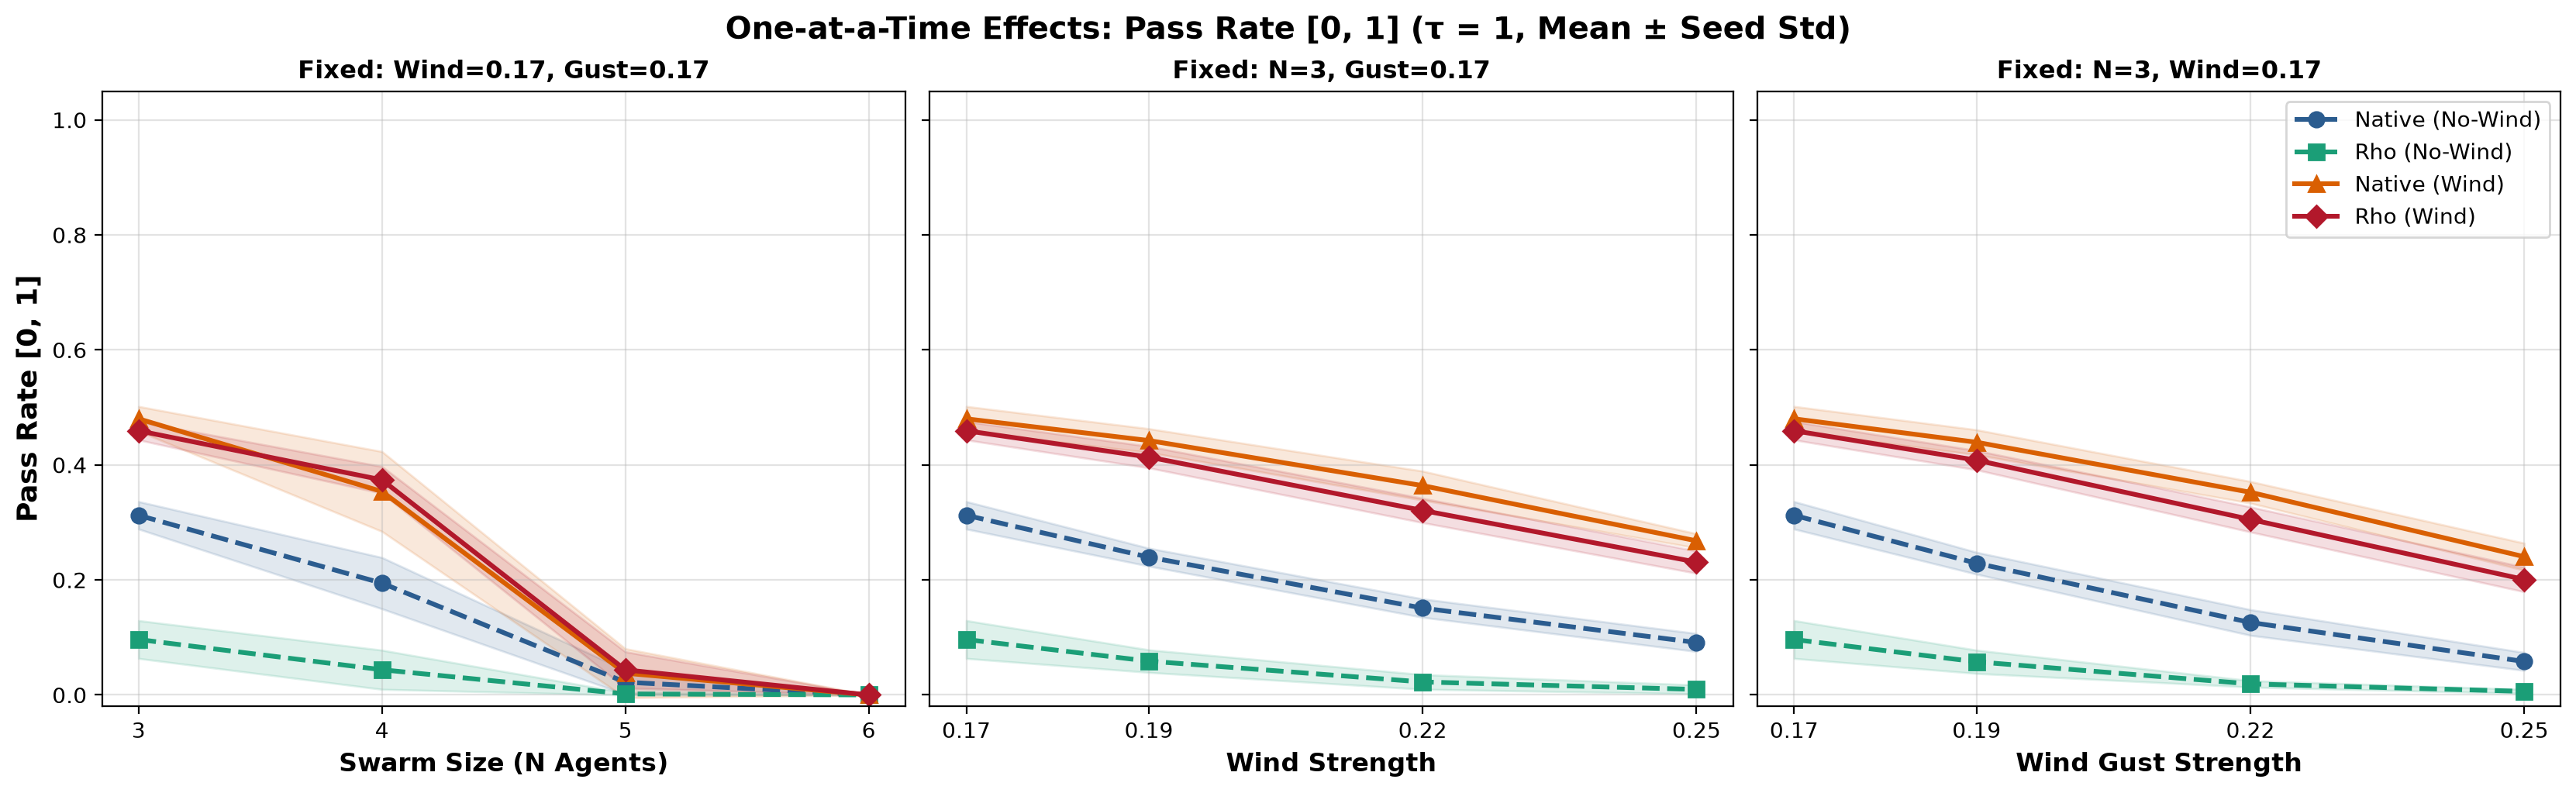 One-at-a-Time Effects: Pass Rate [0, 1] (τ = 1, Mean ± Seed Std)
Fixed: Wind=0.17, Gust=0.17
Fixed: N=3, Gust=0.17
Fixed: N=3, Wind=0.17
Pass Rate [0, 1]
1.0
0.8
0.6
0.4
0.2
0.0
Native (No-Wind)
Rho (No-Wind)
Native (Wind)
Rho (Wind)
3 4 5 6
0.17 0.19 0.22 0.25
0.17 0.19 0.22 0.25
Swarm Size (N Agents)
Wind Strength
Wind Gust Strength